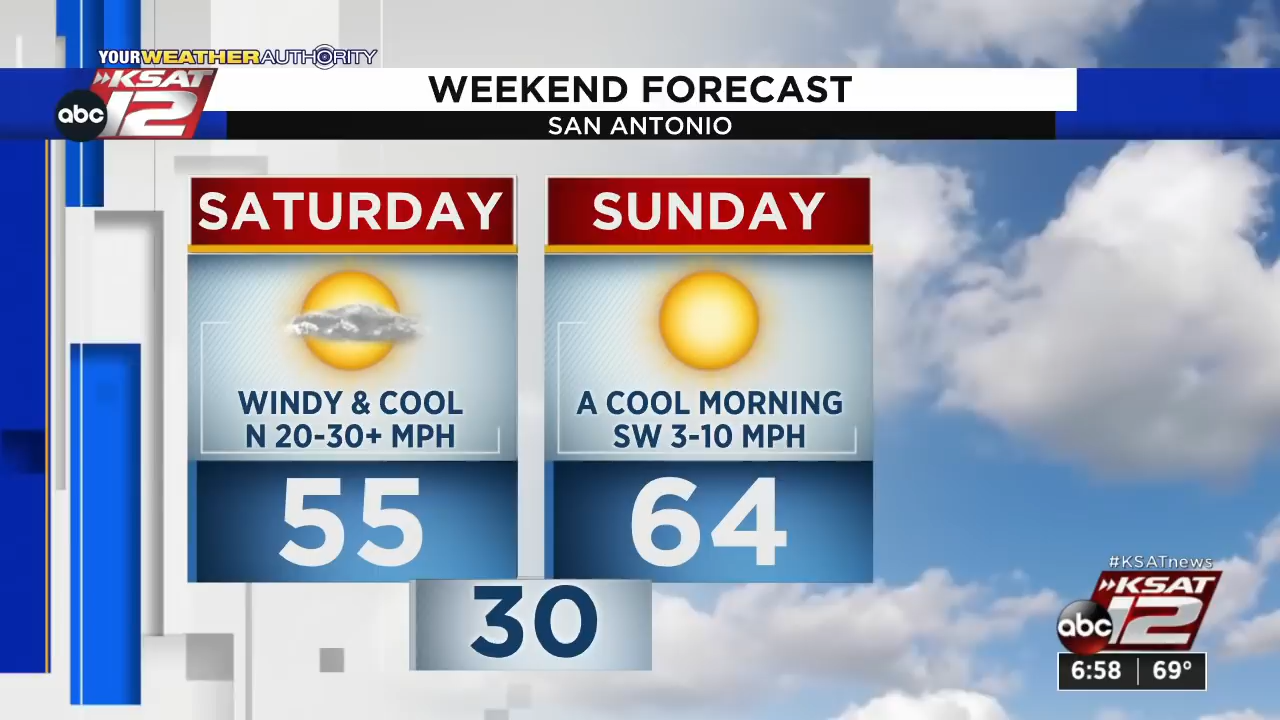 YOURWEATHERAUTHORITY
KSAT
abc 12
WEEKEND FORECAST
SAN ANTONIO
SATURDAY
WINDY & COOL
N 20-30+ MPH
55
SUNDAY
A COOL MORNING
SW 3-10 MPH
64
30
#KSATnews
KSAT
abc 12
6:58 69°